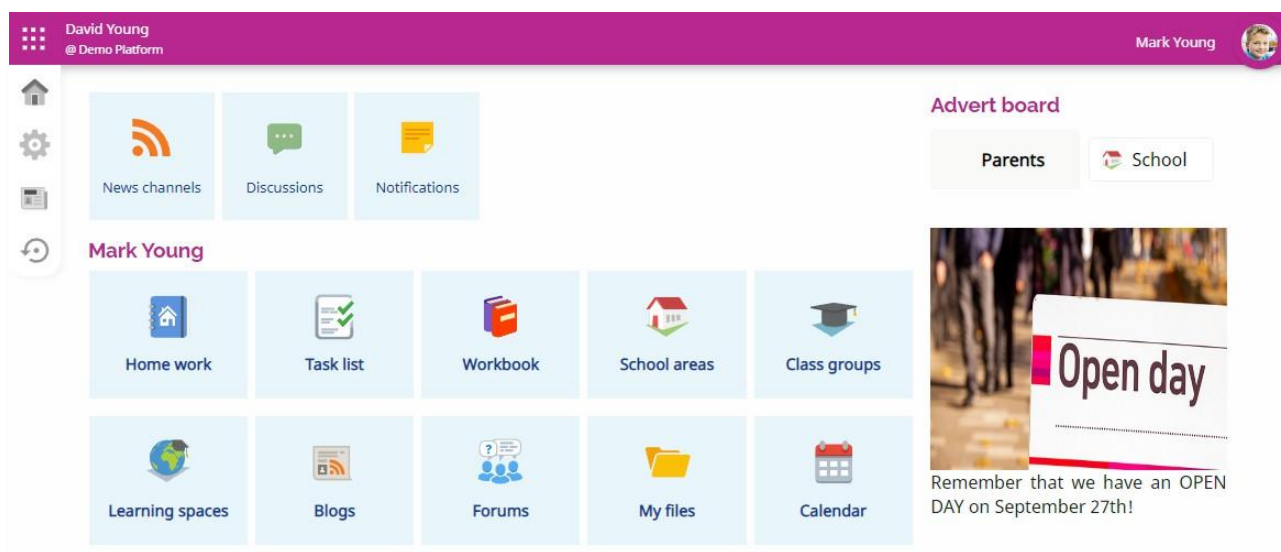 David Young
@ Demo Platform
Mark Young
News channels
Discussions
Notifications
Mark Young
Home work
Task list
Workbook
School areas
Class groups
Learning spaces
Blogs
Forums
My files
Calendar
Advert board
Parents
School
Open day
Remember that we have an OPEN
DAY on September 27th!